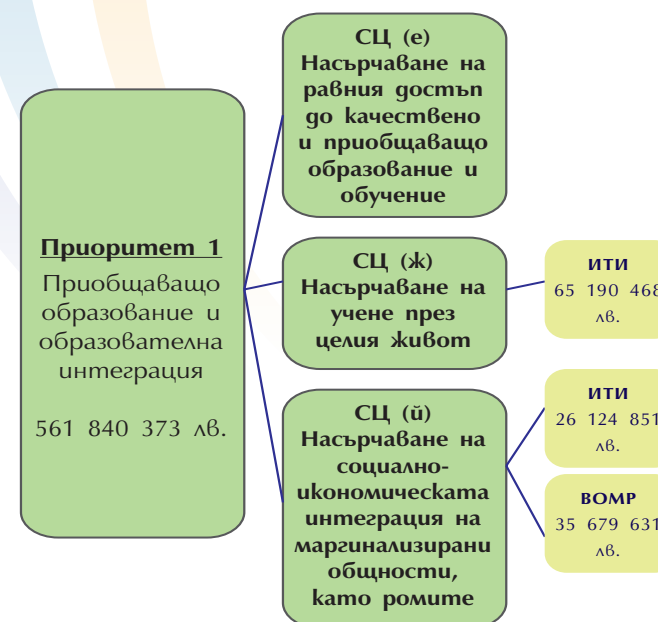 Приоритет 1
Приобщаващо
образование и
образователна
интеграция
561 840 373 лв.
СЦ (е)
Насърчаване на
равния достъп
до качествено
и приобщаващо
образование и
обучение
СЦ (ж)
Насърчаване на
учене през
целия живот
ИТИ
65 190 468
лв.
СЦ (й)
Насърчаване на
социално-
икономическата
интеграция на
маргинализирани
общности,
като ромите
ИТИ
26 124 851
лв.
ВОМР
35 679 631
лв.